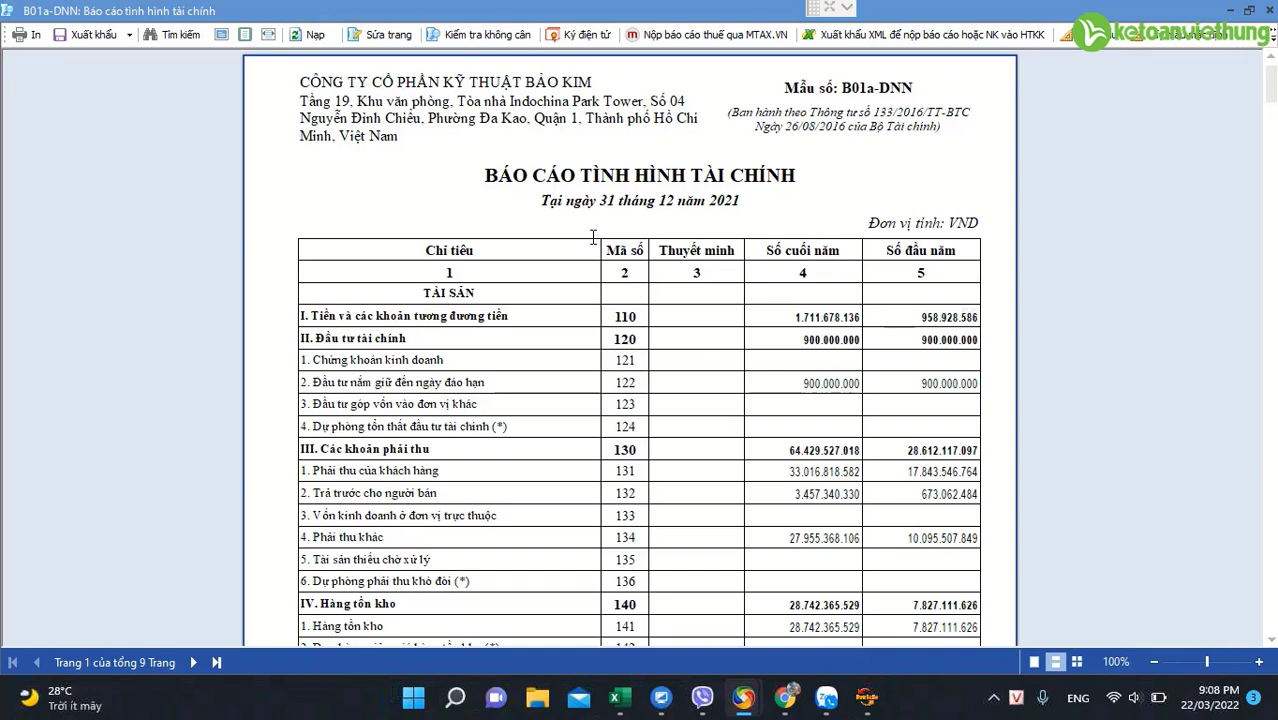 B01a-DNN: Báo cáo tình hình tài chính
In Xuất khẩu Tìm kiếm Nạp Sửa trang Kiểm tra không cân Ký điện tử Nộp báo cáo thuế qua MTAX.VN Xuất khẩu XML để nộp báo cáo hoặc NK vào HTKK
ketoanviethung
CÔNG TY CỔ PHẦN KỸ THUẬT BẢO KIM
Mẫu số: B01a-DNN
Tầng 19, Khu văn phòng, Tòa nhà Indochina Park Tower, Số 04
Nguyễn Đình Chiểu, Phường Đa Kao, Quận 1, Thành phố Hồ Chí
Minh, Việt Nam
(Ban hành theo Thông tư số 133/2016/TT-BTC
Ngày 26/08/2016 của Bộ Tài chính)
BÁO CÁO TÌNH HÌNH TÀI CHÍNH
Tại ngày 31 tháng 12 năm 2021
Đơn vị tính: VND
Chỉ tiêu Mã số Thuyết minh Số cuối năm Số đầu năm
1 2 3 4 5
TÀI SẢN
I. Tiền và các khoản tương đương tiền 110 1.711.678.136 958.928.586
II. Đầu tư tài chính 120 900.000.000 900.000.000
1. Chứng khoán kinh doanh 121
2. Đầu tư nắm giữ đến ngày đáo hạn 122 900.000.000 900.000.000
3. Đầu tư góp vốn vào đơn vị khác 123
4. Dự phòng tổn thất đầu tư tài chính (*) 124
III. Các khoản phải thu 130 64.429.527.018 28.612.117.097
1. Phải thu của khách hàng 131 33.016.818.582 17.843.546.764
2. Trả trước cho người bán 132 3.457.340.330 673.062.484
3. Vốn kinh doanh ở đơn vị trực thuộc 133
4. Phải thu khác 134 27.955.368.106 10.095.507.849
5. Tài sản thiếu chờ xử lý 135
6. Dự phòng phải thu khó đòi (*) 136
IV. Hàng tồn kho 140 28.742.365.529 7.827.111.626
1. Hàng tồn kho 141 28.742.365.529 7.827.111.626
Trang 1 của tổng 9 Trang
100%
28°C
Trời ít mây
ENG
9:08 PM
22/03/2022
3